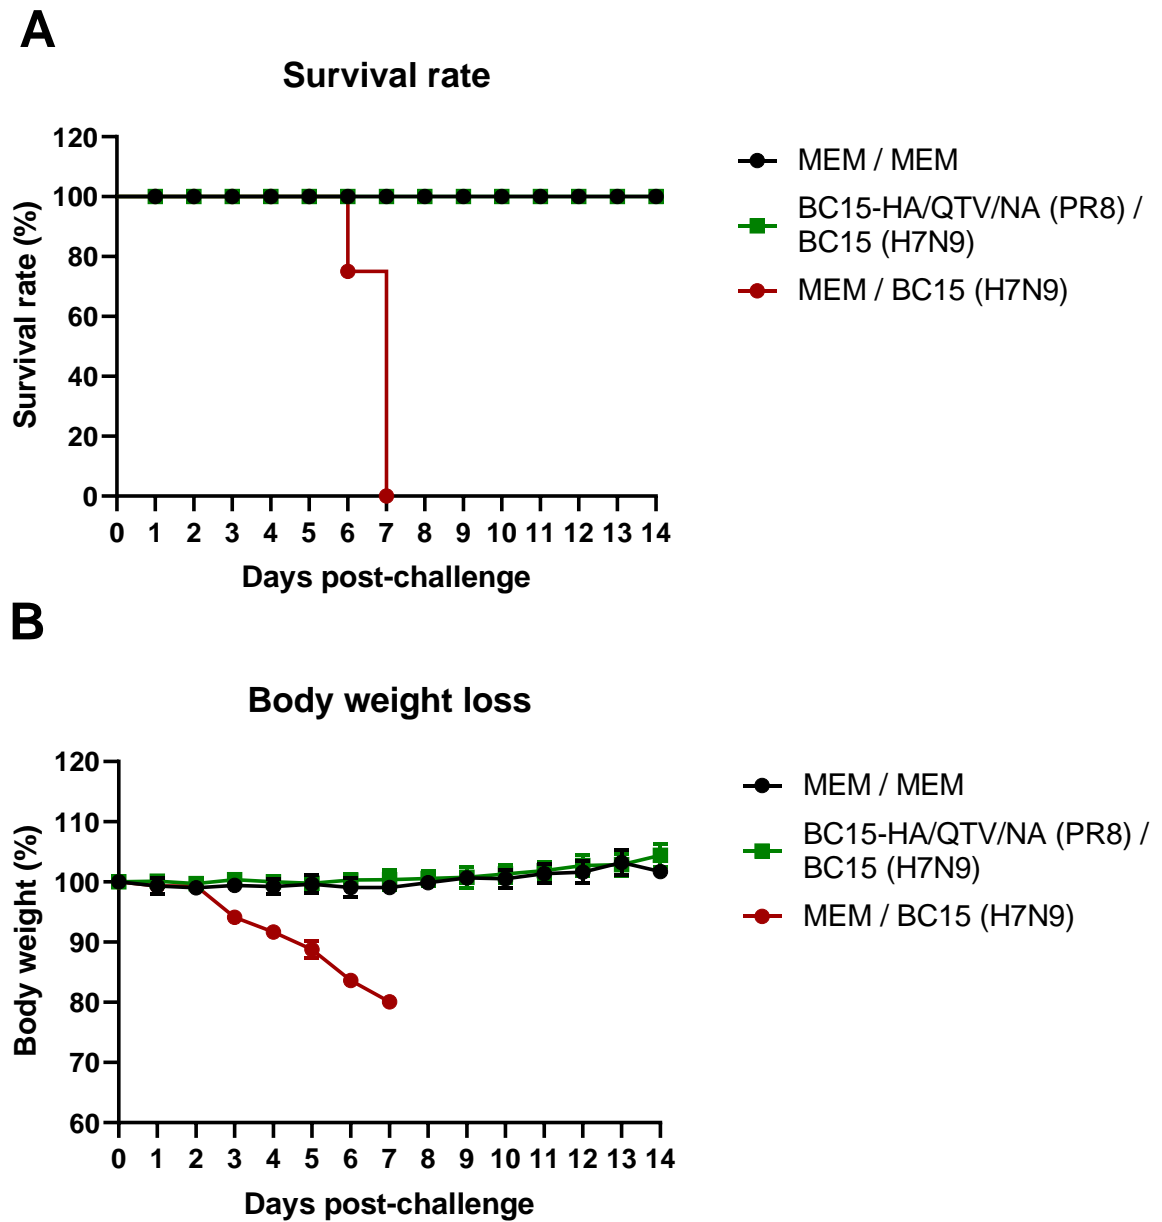 A
Survival rate
120
100
80
60
40
20
0
Survival rate (%)
0 1 2 3 4 5 6 7 8 9 10 11 12 13 14
Days post-challenge
MEM / MEM
BC15-HA/QTV/NA (PR8) /
BC15 (H7N9)
MEM / BC15 (H7N9)
B
Body weight loss
120
110
100
90
80
70
60
Body weight (%)
0 1 2 3 4 5 6 7 8 9 10 11 12 13 14
Days post-challenge
MEM / MEM
BC15-HA/QTV/NA (PR8) /
BC15 (H7N9)
MEM / BC15 (H7N9)